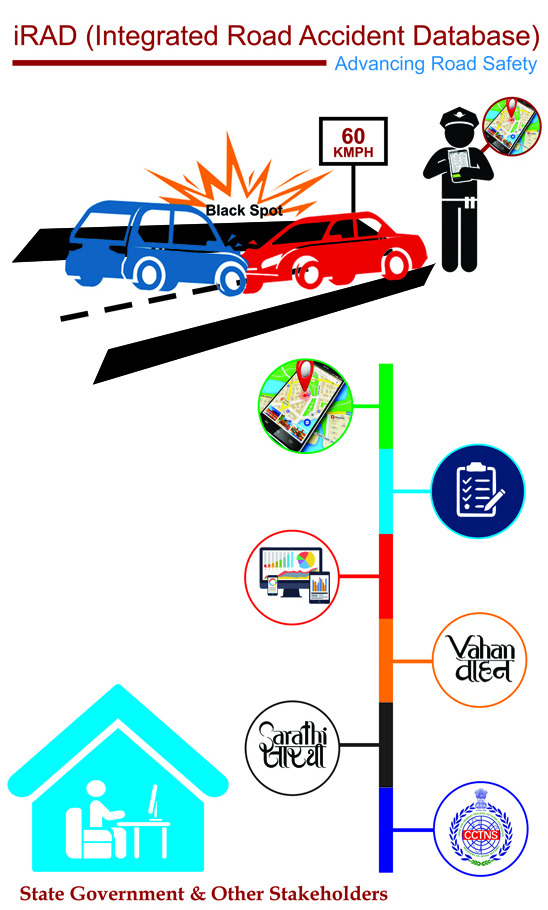 iRAD (Integrated Road Accident Database)
Advancing Road Safety
60
KMPH
Black Spot
Vahan
वाहन
Sarathi
सारथी
CCTNS
State Government & Other Stakeholders